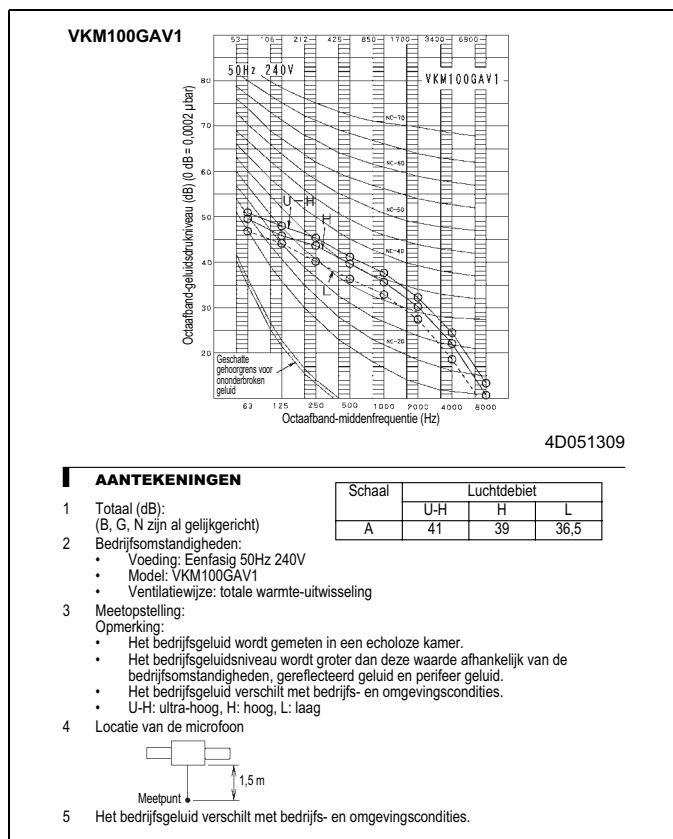 VKM100GAV1
53 106 212 425 850 1700 3400 6800
50Hz 240V
VKM100GAV1
80
70
60
50
40
30
20
NC-70
NC-60
NC-50
NC-40
NC-20
U-H
H
L
Octaafband-geluidsdrukniveau (dB) (0 dB = 0,0002 µbar)
Geschatte
gehoorgrens voor
ononderbroken
geluid
63 125 250 500 1000 2000 4000 8000
Octaafband-middenfrequentie (Hz)
4D051309
AANTEKENINGEN
1 Totaal (dB):
(B, G, N zijn al gelijkgericht)
Schaal Luchtdebiet
U-H H L
A 41 39 36,5
2 Bedrijfsomstandigheden:
• Voeding: Eenfasig 50Hz 240V
• Model: VKM100GAV1
• Ventilatiewijze: totale warmte-uitwisseling
3 Meetopstelling:
Opmerking:
• Het bedrijfsgeluid wordt gemeten in een echoloze kamer.
• Het bedrijfsgeluidsniveau wordt groter dan deze waarde afhankelijk van de
bedrijfsomstandigheden, gereflecteerd geluid en perifeer geluid.
• Het bedrijfsgeluid verschilt met bedrijfs- en omgevingscondities.
• U-H: ultra-hoog, H: hoog, L: laag
4 Locatie van de microfoon
1,5 m
Meetpunt
5 Het bedrijfsgeluid verschilt met bedrijfs- en omgevingscondities.